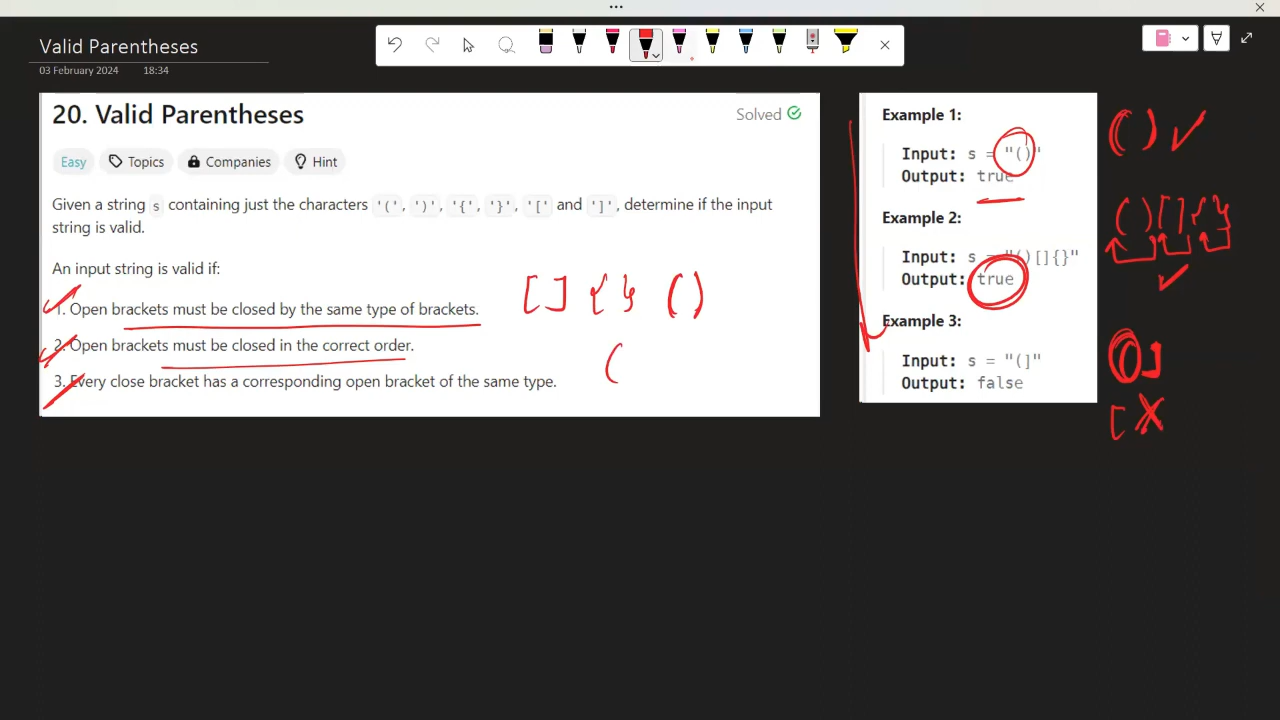 Valid Parentheses
03 February 2024 18:34
20. Valid Parentheses
Solved
Easy Topics Companies Hint
Given a string s containing just the characters '(', ')', '{', '}', '[' and ']', determine if the input
string is valid.
An input string is valid if:
1. Open brackets must be closed by the same type of brackets.
2. Open brackets must be closed in the correct order.
3. Every close bracket has a corresponding open bracket of the same type.
[] {} ()
(
Example 1:
Input: s = "()"
Output: true
Example 2:
Input: s = "()[]{}"
Output: true
Example 3:
Input: s = "(]"
Output: false
()
()[]{}
(]
[